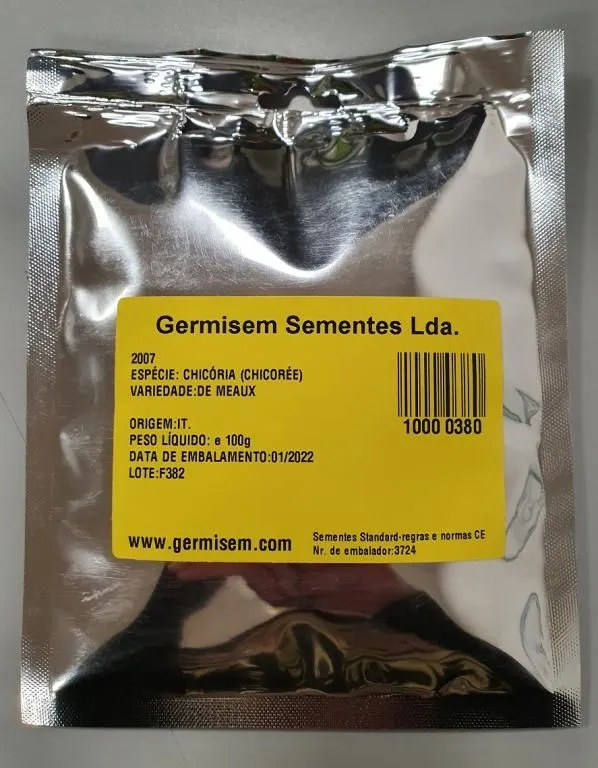 Germisem Sementes Lda.
2007
ESPÉCIE: CHICÓRIA (CHICORÉE)
VARIEDADE:DE MEAUX
1000 0380
ORIGEM:IT.
PESO LÍQUIDO: e 100g
DATA DE EMBALAMENTO:01/2022
LOTE:F382
www.germisem.com
Sementes Standard-regras e normas CE
Nr. de embalador:3724